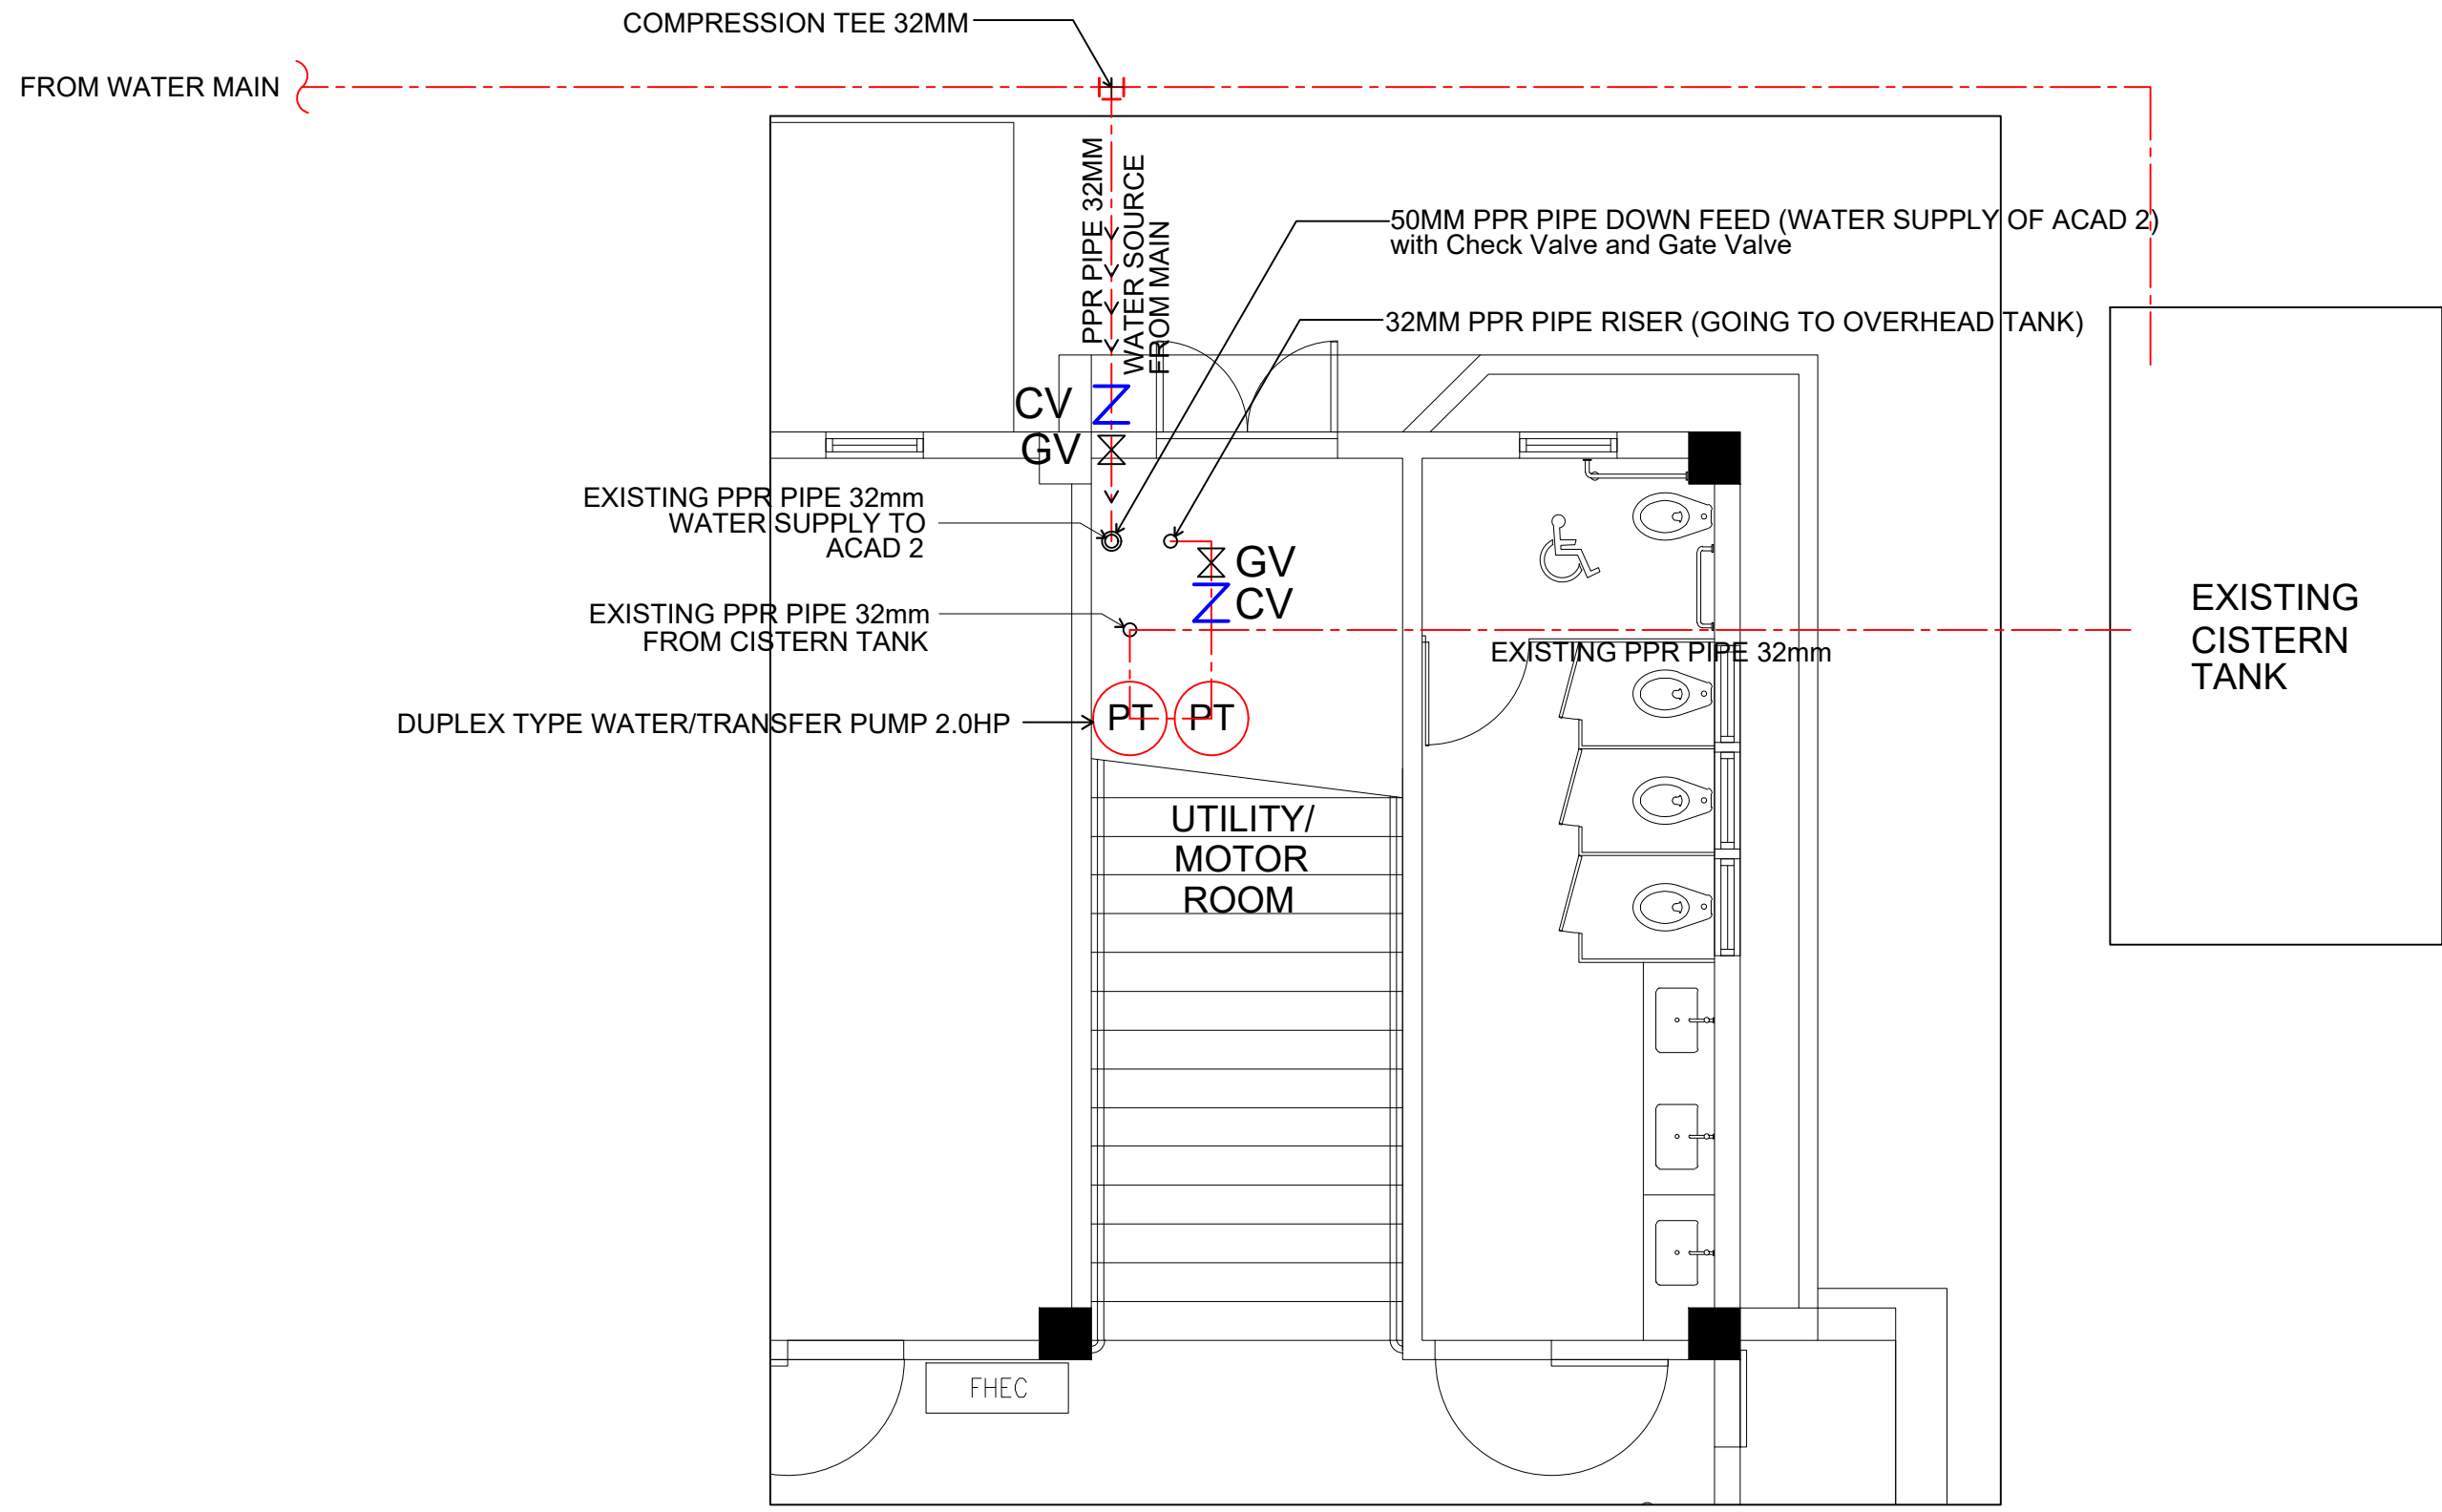 COMPRESSION TEE 32MM
FROM WATER MAIN
PPR PIPE 32MM
WATER SOURCE
FROM MAIN
50MM PPR PIPE DOWN FEED (WATER SUPPLY OF ACAD 2)
with Check Valve and Gate Valve
32MM PPR PIPE RISER (GOING TO OVERHEAD TANK)
CV
GV
EXISTING PPR PIPE 32mm
WATER SUPPLY TO
ACAD 2
GV
CV
EXISTING PPR PIPE 32mm
FROM CISTERN TANK
EXISTING PPR PIPE 32mm
EXISTING
CISTERN
TANK
DUPLEX TYPE WATER/TRANSFER PUMP 2.0HP
PT
PT
UTILITY/
MOTOR
ROOM
FHEC